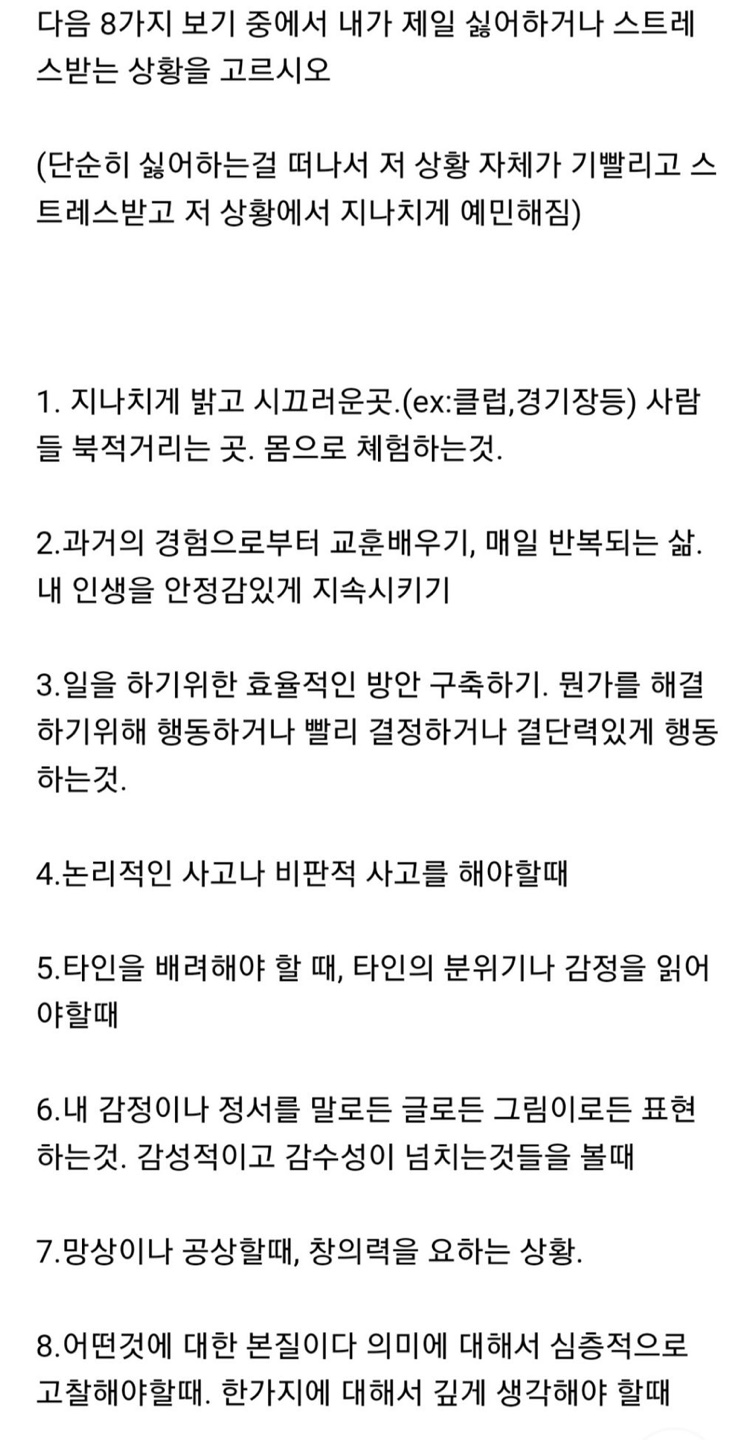 다음 8가지 보기 중에서 내가 제일 싫어하거나 스트레
스받는 상황을 고르시오
(단순히 싫어하는걸 떠나서 저 상황 자체가 기빨리고 스
트레스받고 저 상황에서 지나치게 예민해짐)
1. 지나치게 밝고 시끄러운곳.(ex:클럽,경기장등) 사람
들 북적거리는 곳. 몸으로 쳬험하는것.
2.과거의 경험으로부터 교훈배우기, 매일 반복되는 삶.
내 인생을 안정감있게 지속시키기
3.일을 하기위한 효율적인 방안 구축하기. 뭔가를 해결
하기위해 행동하거나 빨리 결정하거나 결단력있게 행동
하는것.
4.논리적인 사고나 비판적 사고를 해야할때
5.타인을 배려해야 할 때, 타인의 분위기나 감정을 읽어
야할때
6.내 감정이나 정서를 말로든 글로든 그림이로든 표현
하는것. 감성적이고 감수성이 넘치는것들을 볼때
7.망상이나 공상할때, 창의력을 요하는 상황.
8.어떤것에 대한 본질이다 의미에 대해서 심층적으로
고찰해야할때. 한가지에 대해서 깊게 생각해야 할때